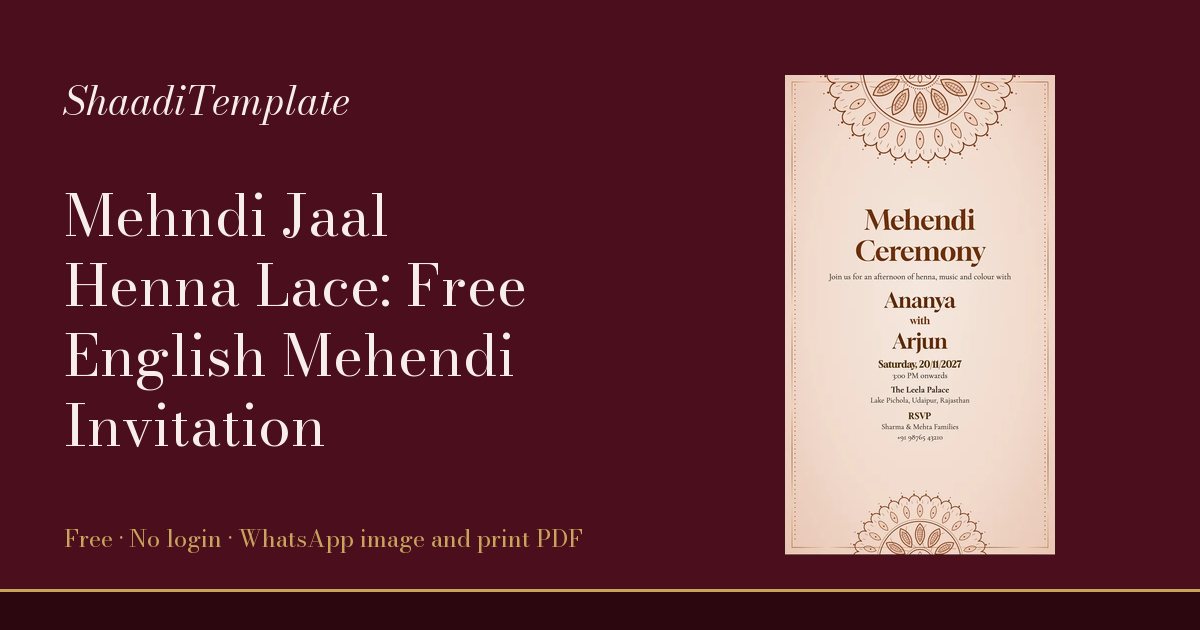 ShaadiTemplate
Mehndi Jaal
Henna Lace: Free
English Mehendi
Invitation
Free · No login · WhatsApp image and print PDF
Mehendi
Ceremony
Join us for an afternoon of henna, music and colour with
Ananya
with
Arjun
Saturday, 20/11/2027
3:00 PM onwards
The Leela Palace
Lake Pichola, Udaipur, Rajasthan
RSVP
Sharma & Mehta Families
+91 98765 43210